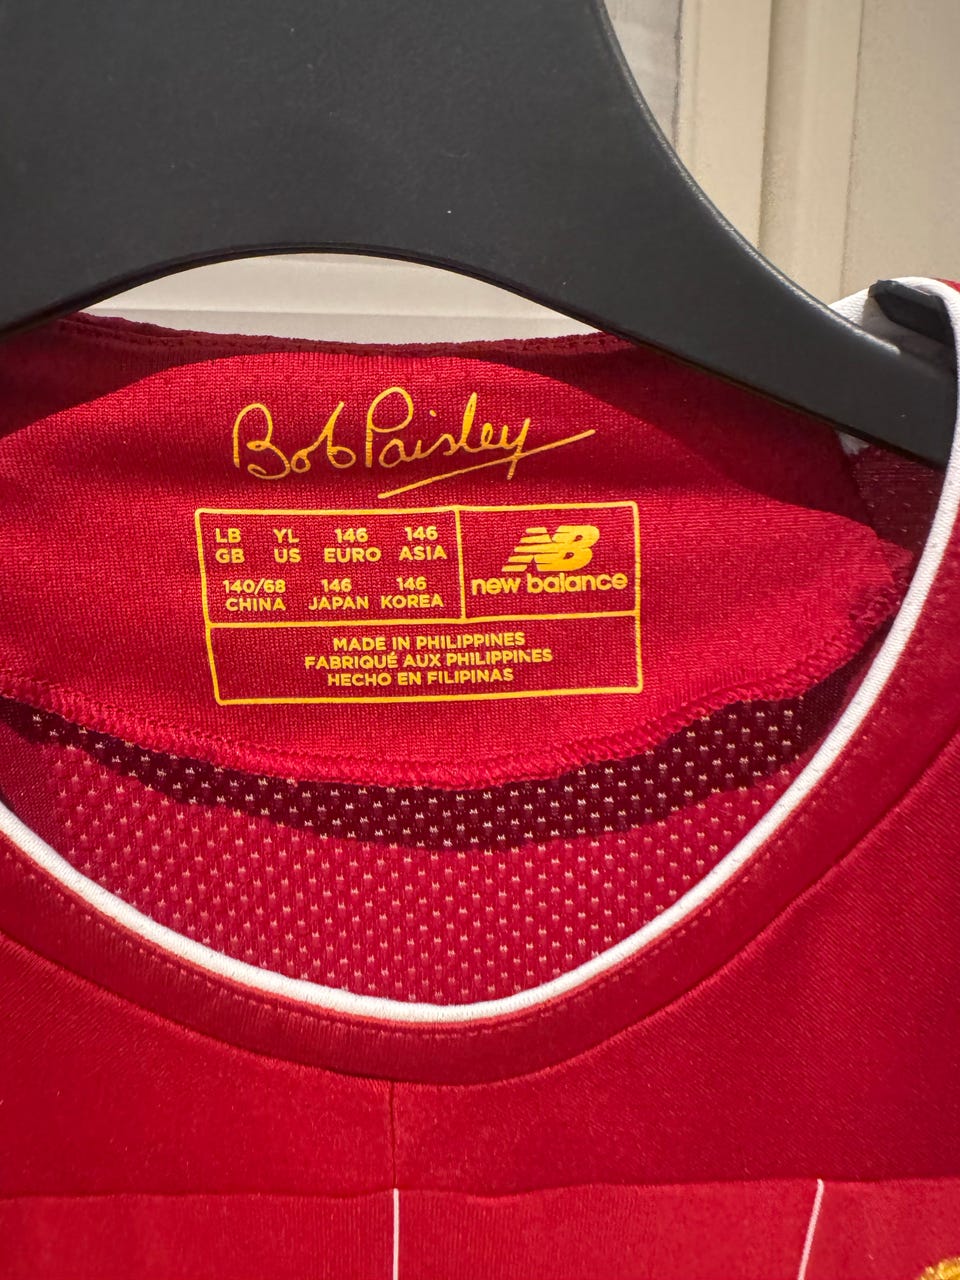 Bob Paisley
LB YL 146 146
GB US EURO ASIA
140/68 146 146
CHINA JAPAN KOREA
NB
new balance
MADE IN PHILIPPINES
FABRIQUÉ AUX PHILIPPINES
HECHO EN FILIPINAS